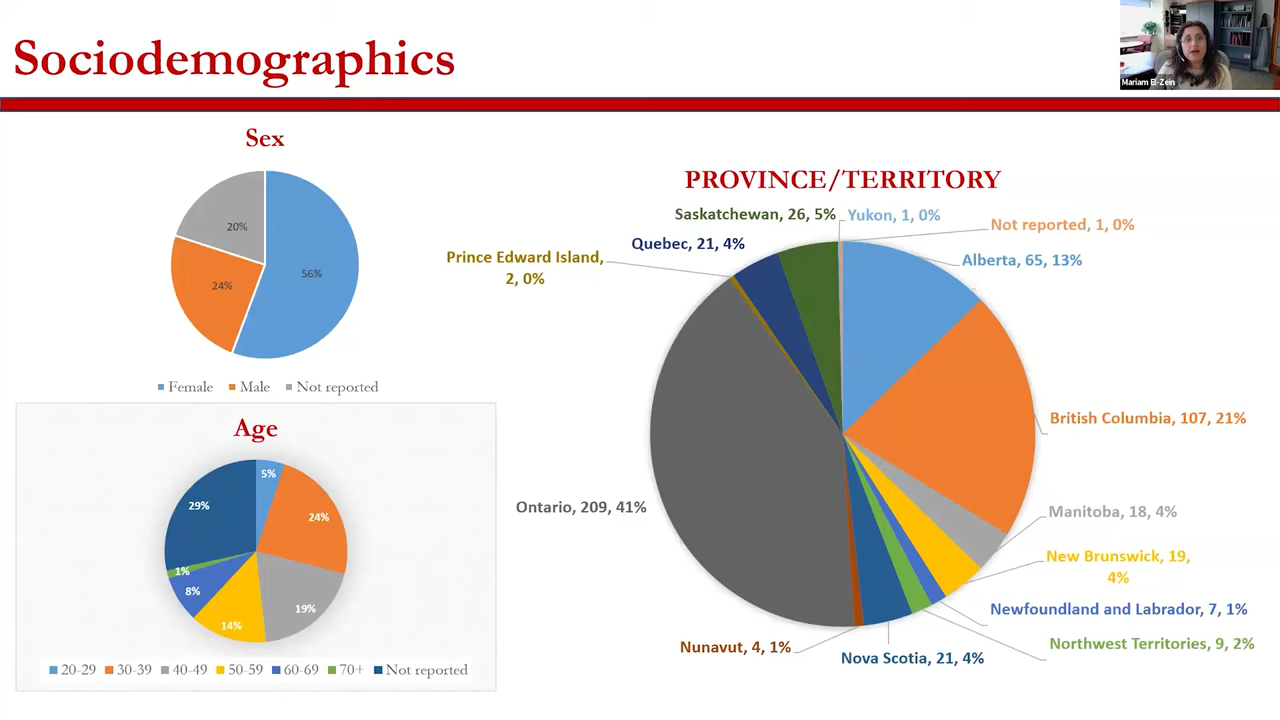 Sociodemographics
Mariam El-Zein
Sex
20%
56%
24%
Female Male Not reported
Age
5%
29%
24%
1%
8%
19%
14%
20-29 30-39 40-49 50-59 60-69 70+ Not reported
PROVINCE/TERRITORY
Saskatchewan, 26, 5%
Yukon, 1, 0%
Not reported, 1, 0%
Quebec, 21, 4%
Prince Edward Island,
2, 0%
Alberta, 65, 13%
British Columbia, 107, 21%
Ontario, 209, 41%
Manitoba, 18, 4%
New Brunswick, 19,
4%
Newfoundland and Labrador, 7, 1%
Northwest Territories, 9, 2%
Nunavut, 4, 1%
Nova Scotia, 21, 4%